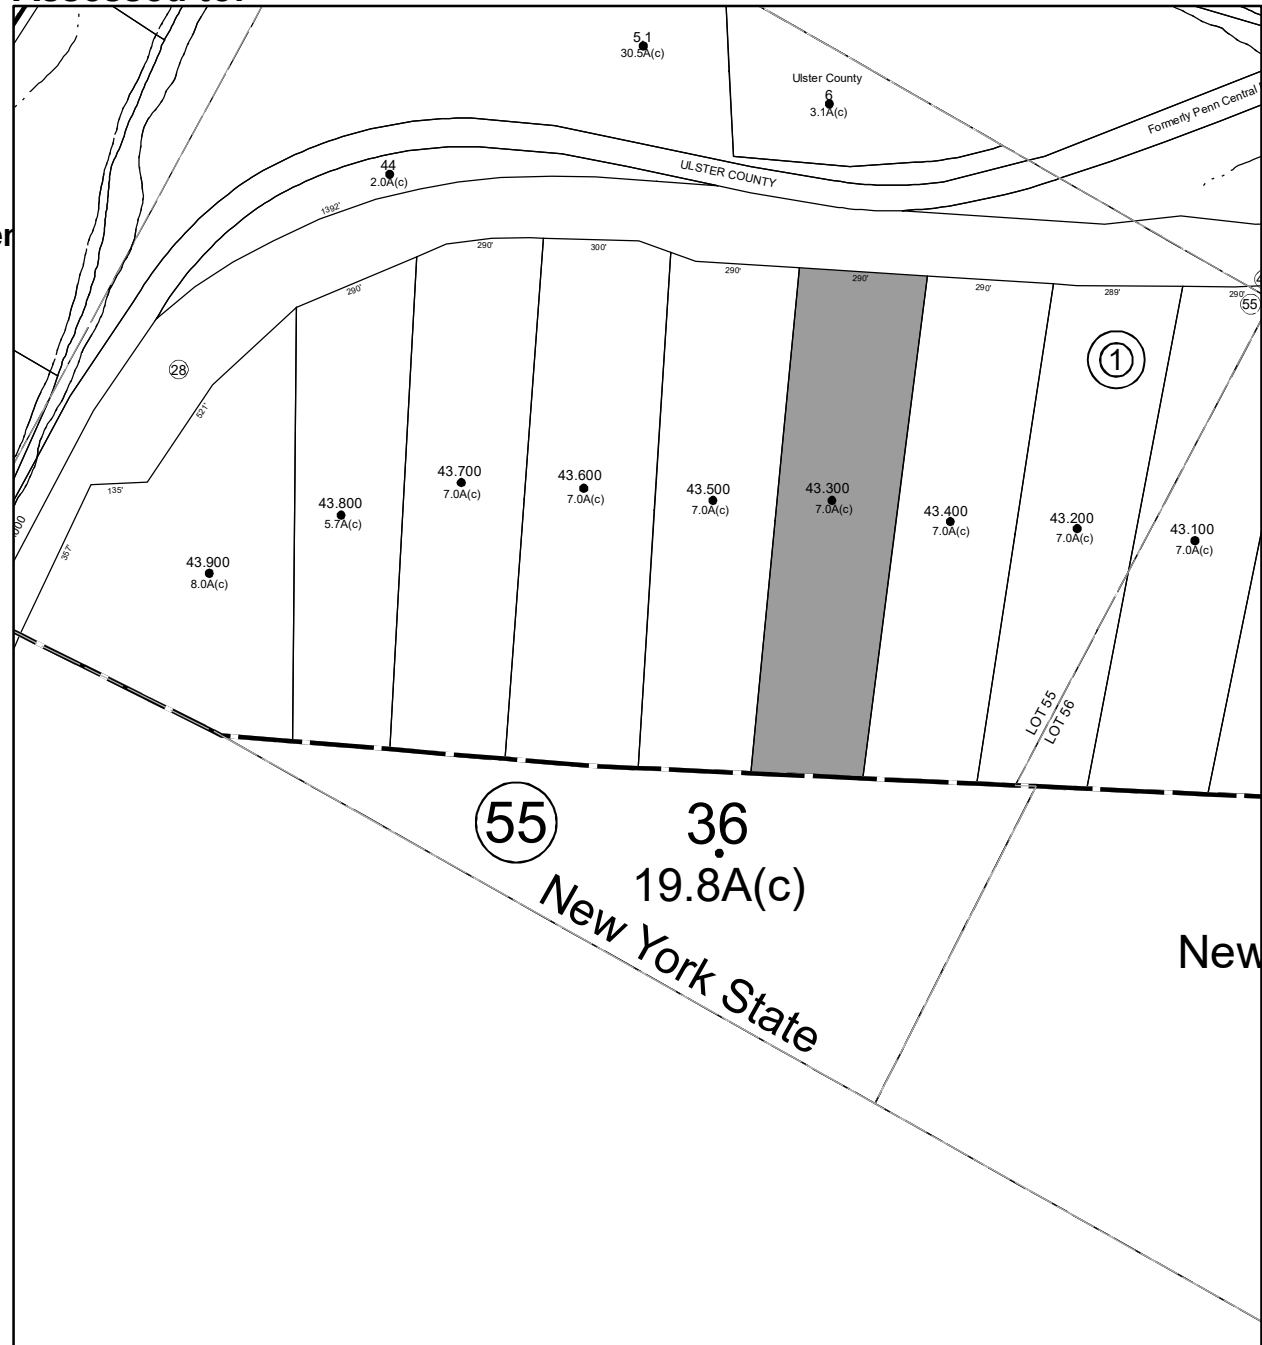 5.1
30.5A(c)
Ulster County
6
3.1A(c)
Formerly Penn Central
ULSTER COUNTY
44
2.0A(c)
1392'
290'
290'
300'
290'
290'
290'
289'
290'
55
1
28
521'
135'
357'
43.900
8.0A(c)
43.800
5.7A(c)
43.700
7.0A(c)
43.600
7.0A(c)
43.500
7.0A(c)
43.300
7.0A(c)
43.400
7.0A(c)
43.200
7.0A(c)
43.100
7.0A(c)
LOT 55
LOT 56
55
36
19.8A(c)
New York State
New